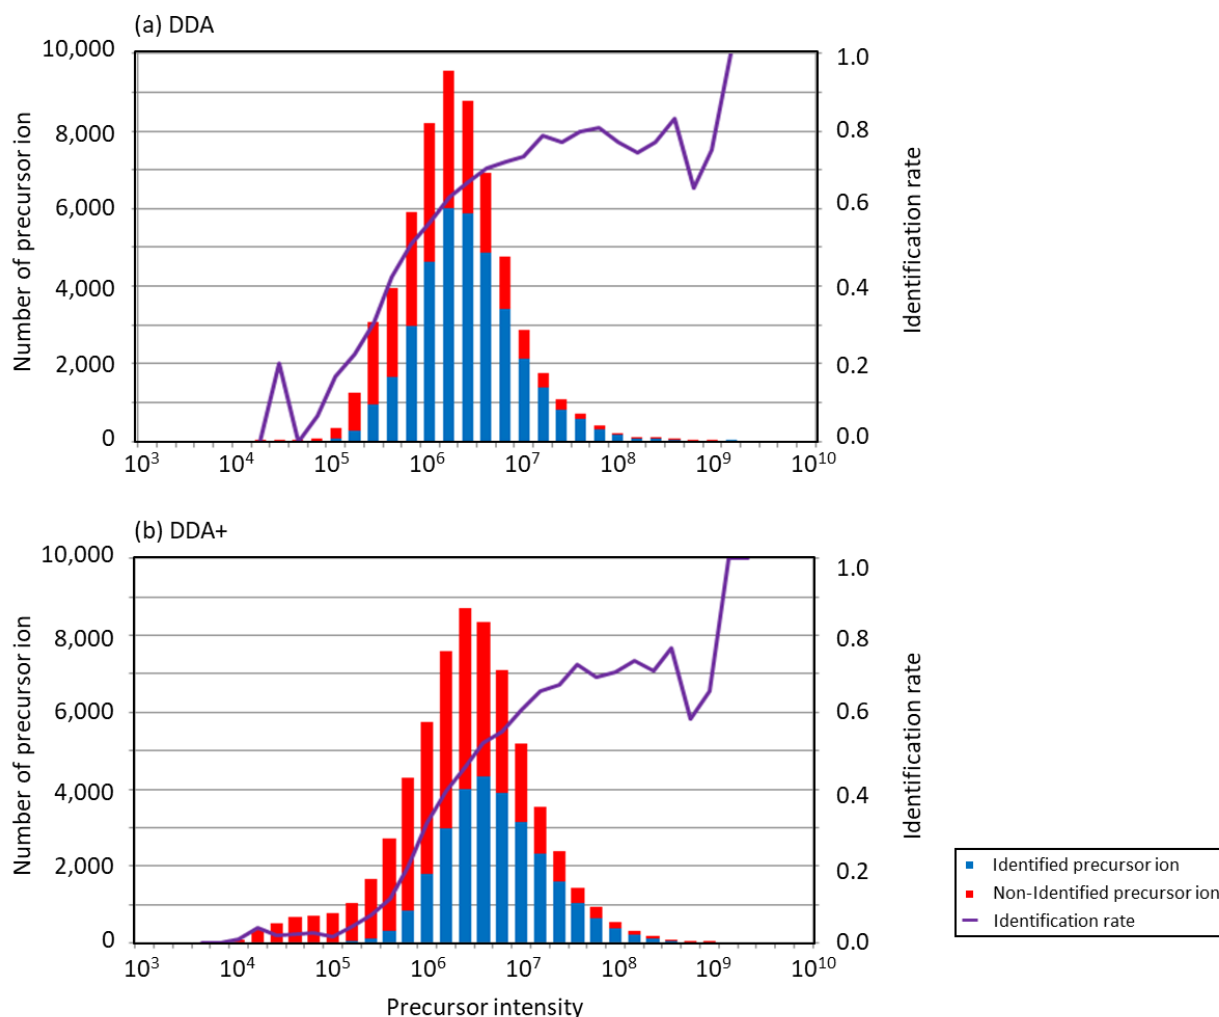 (a) DDA
Number of precursor ion
10,000
8,000
6,000
4,000
2,000
0
1.0
0.8
0.6
0.4
0.2
0.0
Identification rate
10³ 10⁴ 10⁵ 10⁶ 10⁷ 10⁸ 10⁹ 10¹⁰
(b) DDA+
Number of precursor ion
10,000
8,000
6,000
4,000
2,000
0
1.0
0.8
0.6
0.4
0.2
0.0
Identification rate
10³ 10⁴ 10⁵ 10⁶ 10⁷ 10⁸ 10⁹ 10¹⁰
Precursor intensity
Identified precursor ion
Non-Identified precursor ion
Identification rate